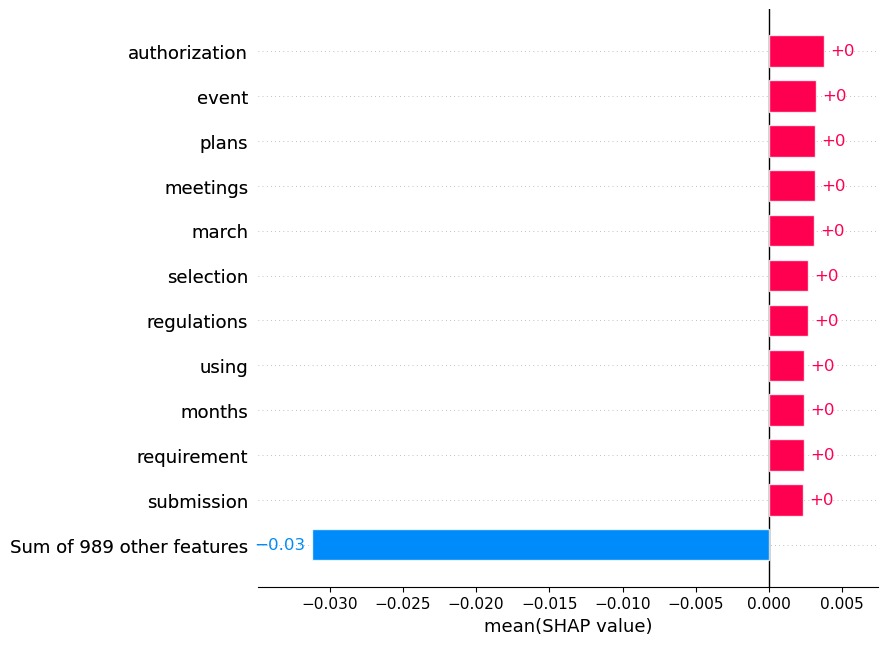 authorization +0
event +0
plans +0
meetings +0
march +0
selection +0
regulations +0
using +0
months +0
requirement +0
submission +0
Sum of 989 other features −0.03
−0.030 −0.025 −0.020 −0.015 −0.010 −0.005 0.000 0.005
mean(SHAP value)